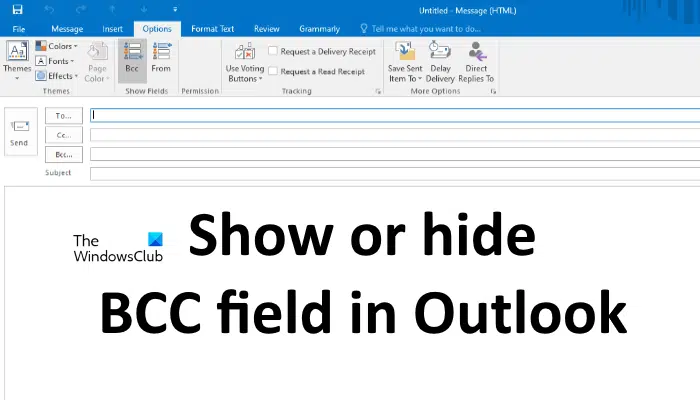 Untitled - Message (HTML)
File Message Insert Options Format Text Review Grammarly Tell me what you want to do...
Themes Colors Fonts Effects Page Color Bcc From Use Voting Buttons Request a Delivery Receipt Request a Read Receipt Save Sent Item To Delay Delivery Direct Replies To
Themes Show Fields Permission Tracking More Options
To...
Cc...
Send
Bcc...
Subject
The
WindowsClub
Show or hide
BCC field in Outlook